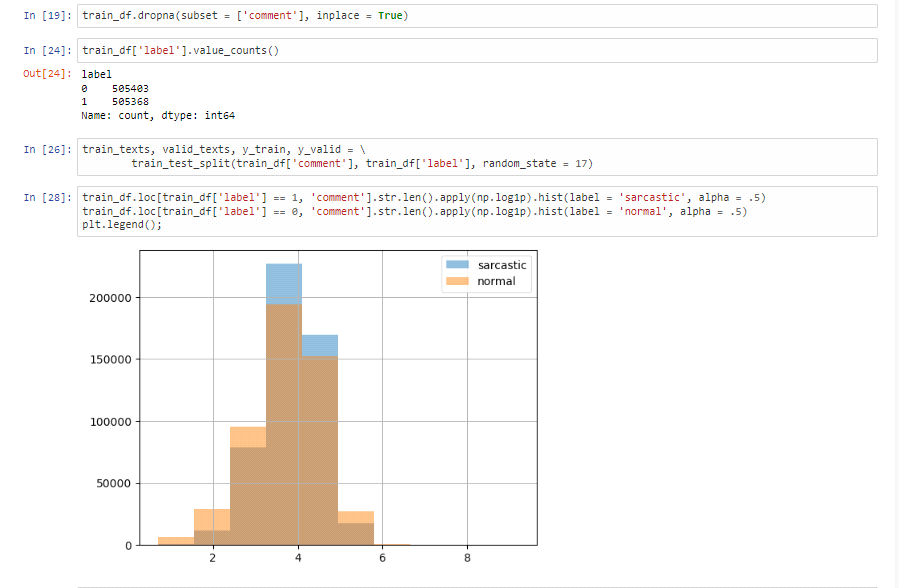 In [19]: train_df.dropna(subset = ['comment'], inplace = True)
In [24]: train_df['label'].value_counts()
Out[24]: label
0 505403
1 505368
Name: count, dtype: int64
In [26]: train_texts, valid_texts, y_train, y_valid = \
train_test_split(train_df['comment'], train_df['label'], random_state = 17)
In [28]: train_df.loc[train_df['label'] == 1, 'comment'].str.len().apply(np.log1p).hist(label = 'sarcastic', alpha = .5)
train_df.loc[train_df['label'] == 0, 'comment'].str.len().apply(np.log1p).hist(label = 'normal', alpha = .5)
plt.legend();
sarcastic
normal
200000
150000
100000
50000
0
2 4 6 8